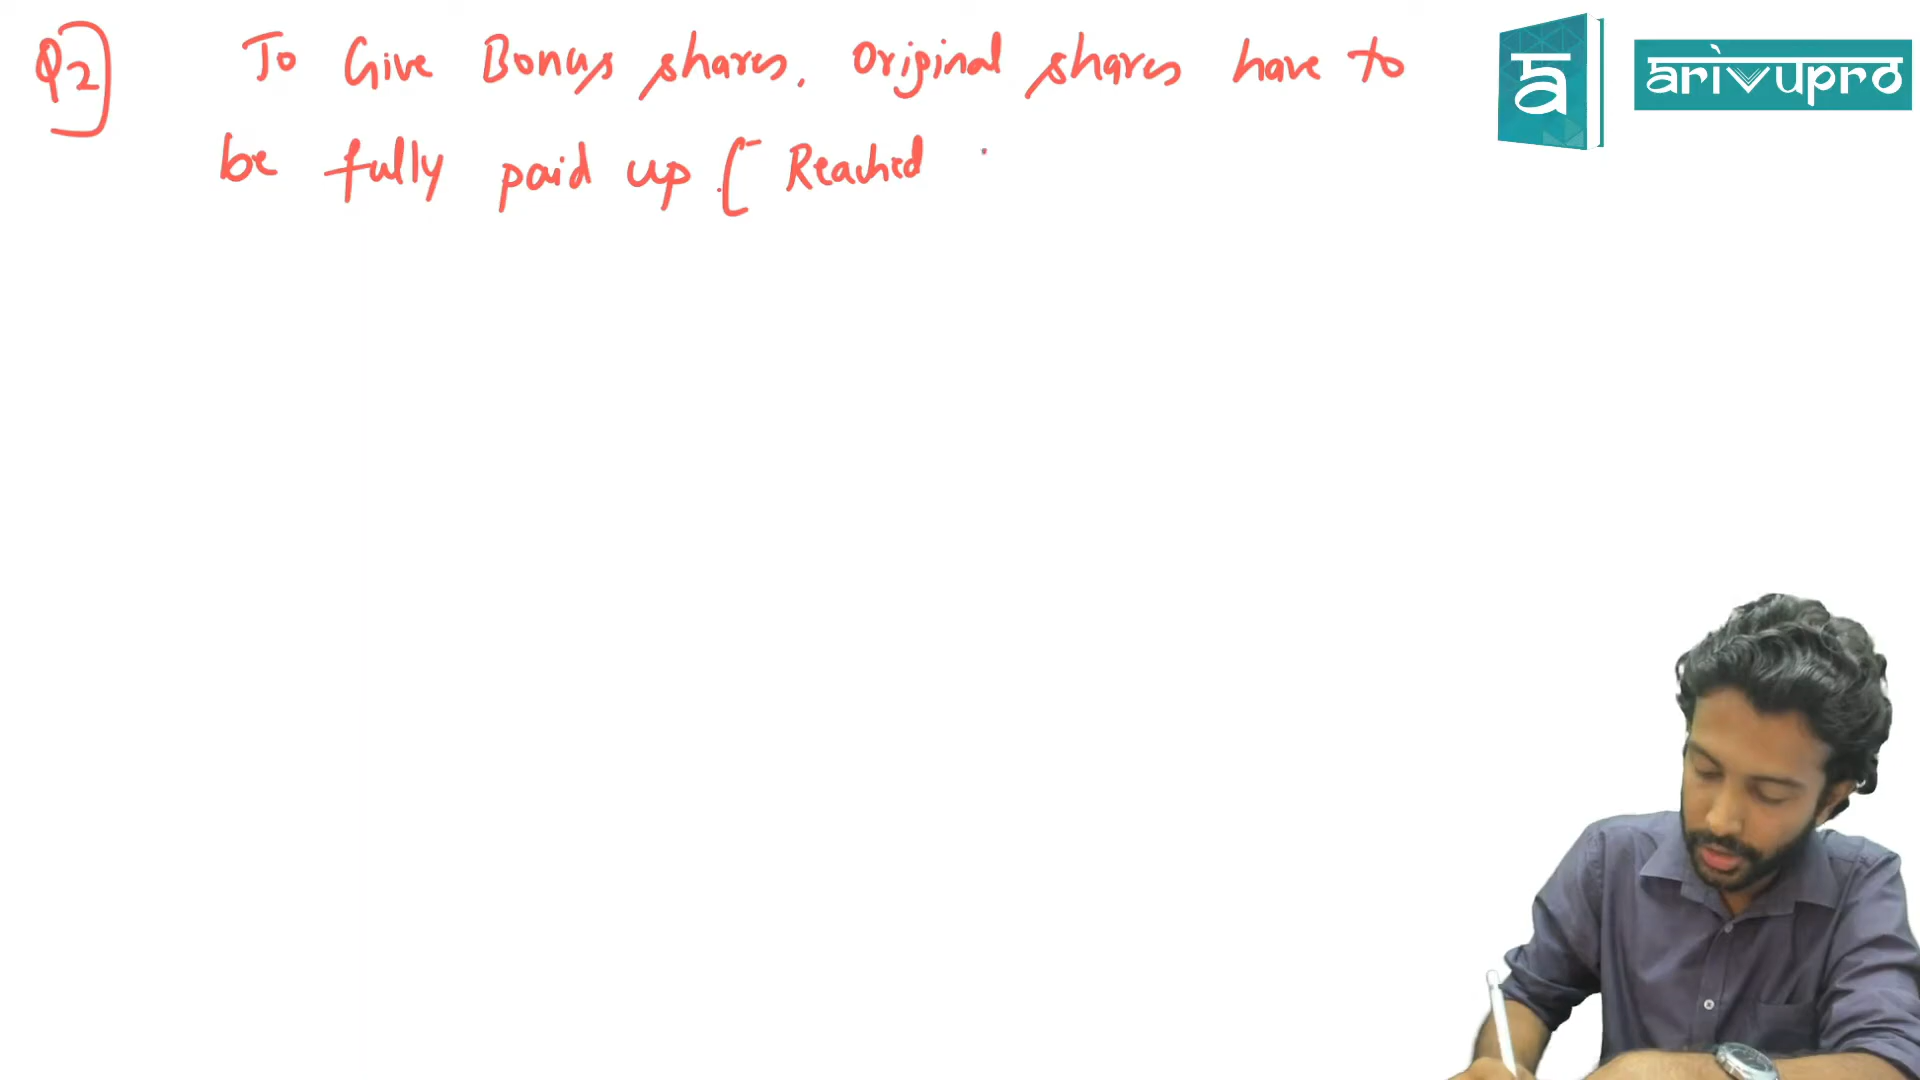 Q2] To Give Bonus shares. Original shares have to
be fully paid up [ Reached
a arivupro